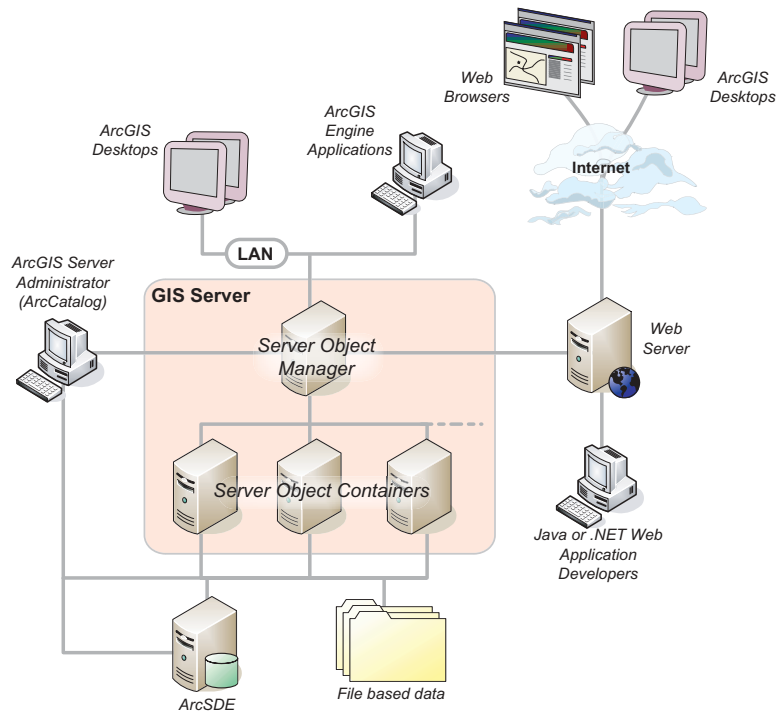 Web
Browsers
ArcGIS
Desktops
ArcGIS
Desktops
ArcGIS
Engine
Applications
Internet
LAN
ArcGIS Server
Administrator
(ArcCatalog)
GIS Server
Server Object
Manager
Web
Server
Server Object Containers
Java or .NET Web
Application
Developers
ArcSDE
File based data